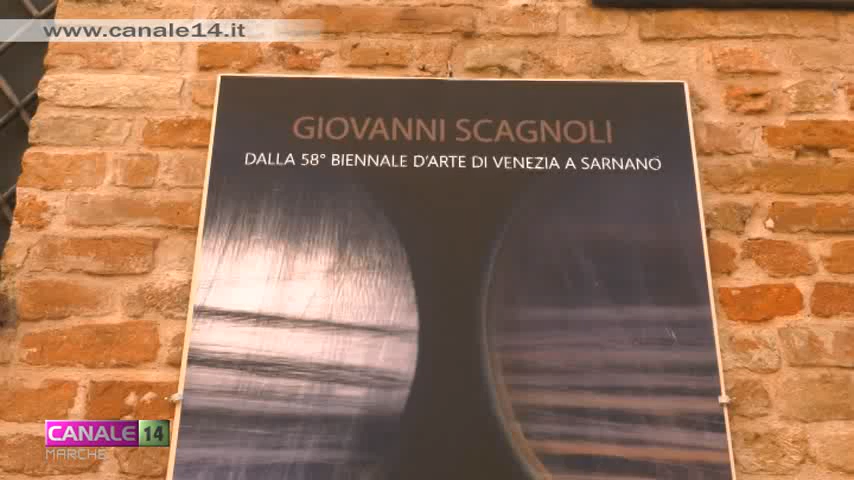 www.canale14.it
GIOVANNI SCAGNOLI
DALLA 58° BIENNALE D'ARTE DI VENEZIA A SARNANO
CANALE 14
MARCHE